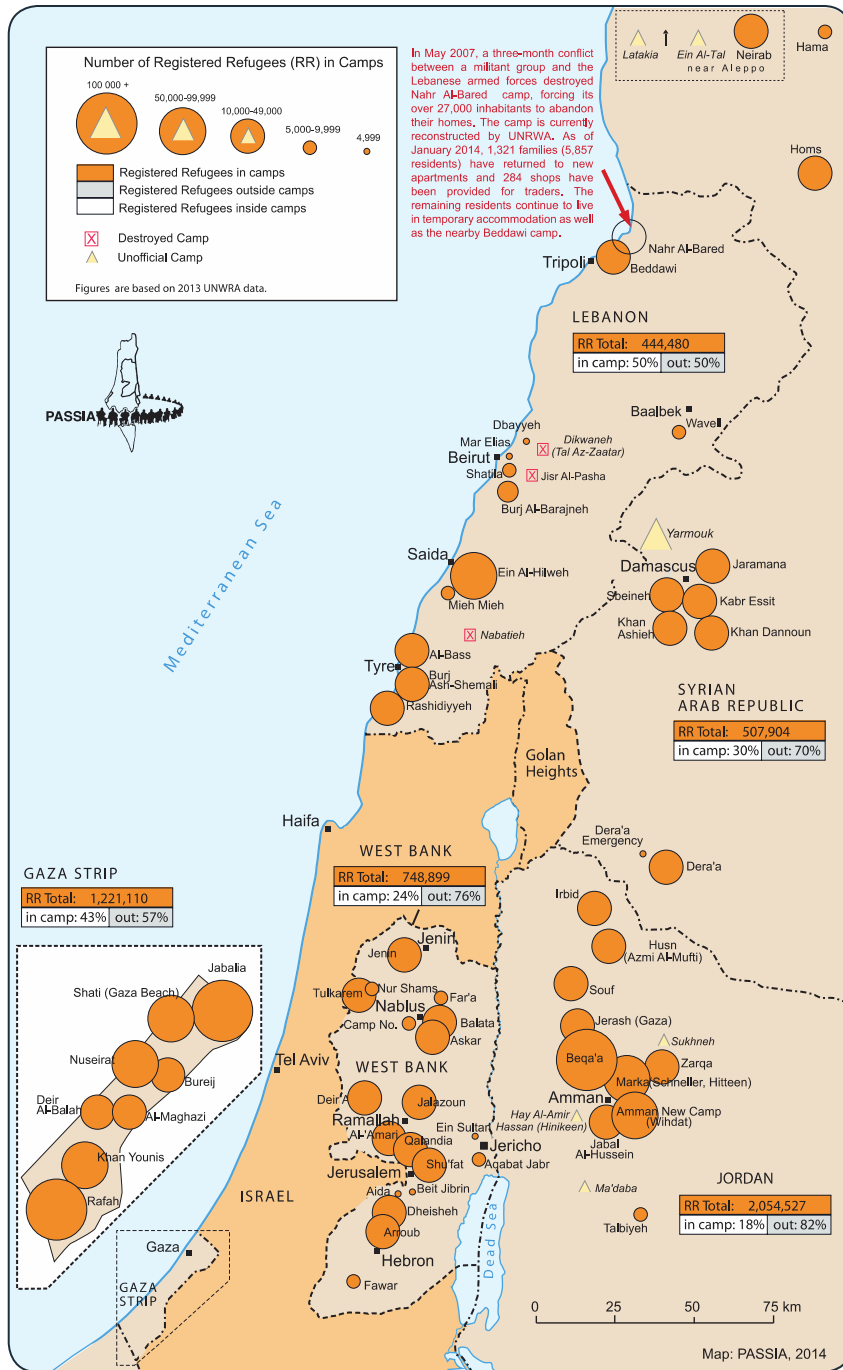 Number of Registered Refugees (RR) in Camps
100 000 +
50,000-99,999
10,000-49,000
5,000-9,999
4,999
Registered Refugees in camps
Registered Refugees outside camps
Registered Refugees inside camps
Destroyed Camp
Unofficial Camp
Figures are based on 2013 UNWRA data.
In May 2007, a three-month conflict
between a militant group and the
Lebanese armed forces destroyed
Nahr Al-Bared camp, forcing its
over 27,000 inhabitants to abandon
their homes. The camp is currently
reconstructed by UNRWA. As of
January 2014, 1,321 families (5,857
residents) have returned to new
apartments and 284 shops have
been provided for traders. The
remaining residents continue to live
in temporary accommodation as well
as the nearby Beddawi camp.
Latakia
Ein Al-Tal
Neirab
near Aleppo
Hama
Homs
Nahr Al-Bared
Tripoli
Beddawi
LEBANON
RR Total: 444,480
in camp: 50% out: 50%
PASSIA
Baalbek
Wavell
Dbayyeh
Mar Elias
Dikwaneh
(Tal Az-Zaatar)
Beirut
Shatila
Jisr Al-Pasha
Burj Al-Barajneh
Mediterranean Sea
Yarmouk
Saida
Ein Al-Hilweh
Mieh Mieh
Damascus
Jaramana
Sbeineh
Kabr Essit
Khan
Ashieh
Khan Dannoun
Nabatieh
Al-Bass
Tyre
Burj
Ash-Shemali
Rashidiyyeh
SYRIAN
ARAB REPUBLIC
RR Total: 507,904
in camp: 30% out: 70%
Golan
Heights
Haifa
Dera'a
Emergency
Dera'a
GAZA STRIP
RR Total: 1,221,110
in camp: 43% out: 57%
WEST BANK
RR Total: 748,899
in camp: 24% out: 76%
Irbid
Husn
(Azmi Al-Mufti)
Souf
Jerash (Gaza)
Sukhneh
Beqa'a
Zarqa
Marka(Schneller, Hitteen)
Amman
Amman New Camp
(Wihdat)
Hay Al-Amir
Hassan (Hinikeen)
Jabal
Al-Hussein
Ma'daba
Talbiyeh
JORDAN
RR Total: 2,054,527
in camp: 18% out: 82%
Jenin
Jenin
Tulkarem
Nur Shams
Far'a
Nablus
Camp No.
Balata
Askar
WEST BANK
Deir A
Jalazoun
Ramallah
Al-'Amari
Qalandia
Ein Sultan
Jericho
Shu'fat
Aqabat Jabr
Jerusalem
Aida
Beit Jibrin
Dheisheh
Arroub
Hebron
Fawar
Dead Sea
Tel Aviv
ISRAEL
Jabalia
Shati (Gaza Beach)
Nuseirat
Bureij
Deir
Al-Balah
Al-Maghazi
Khan Younis
Rafah
Gaza
GAZA
STRIP
0 25 50 75 km
Map: PASSIA, 2014